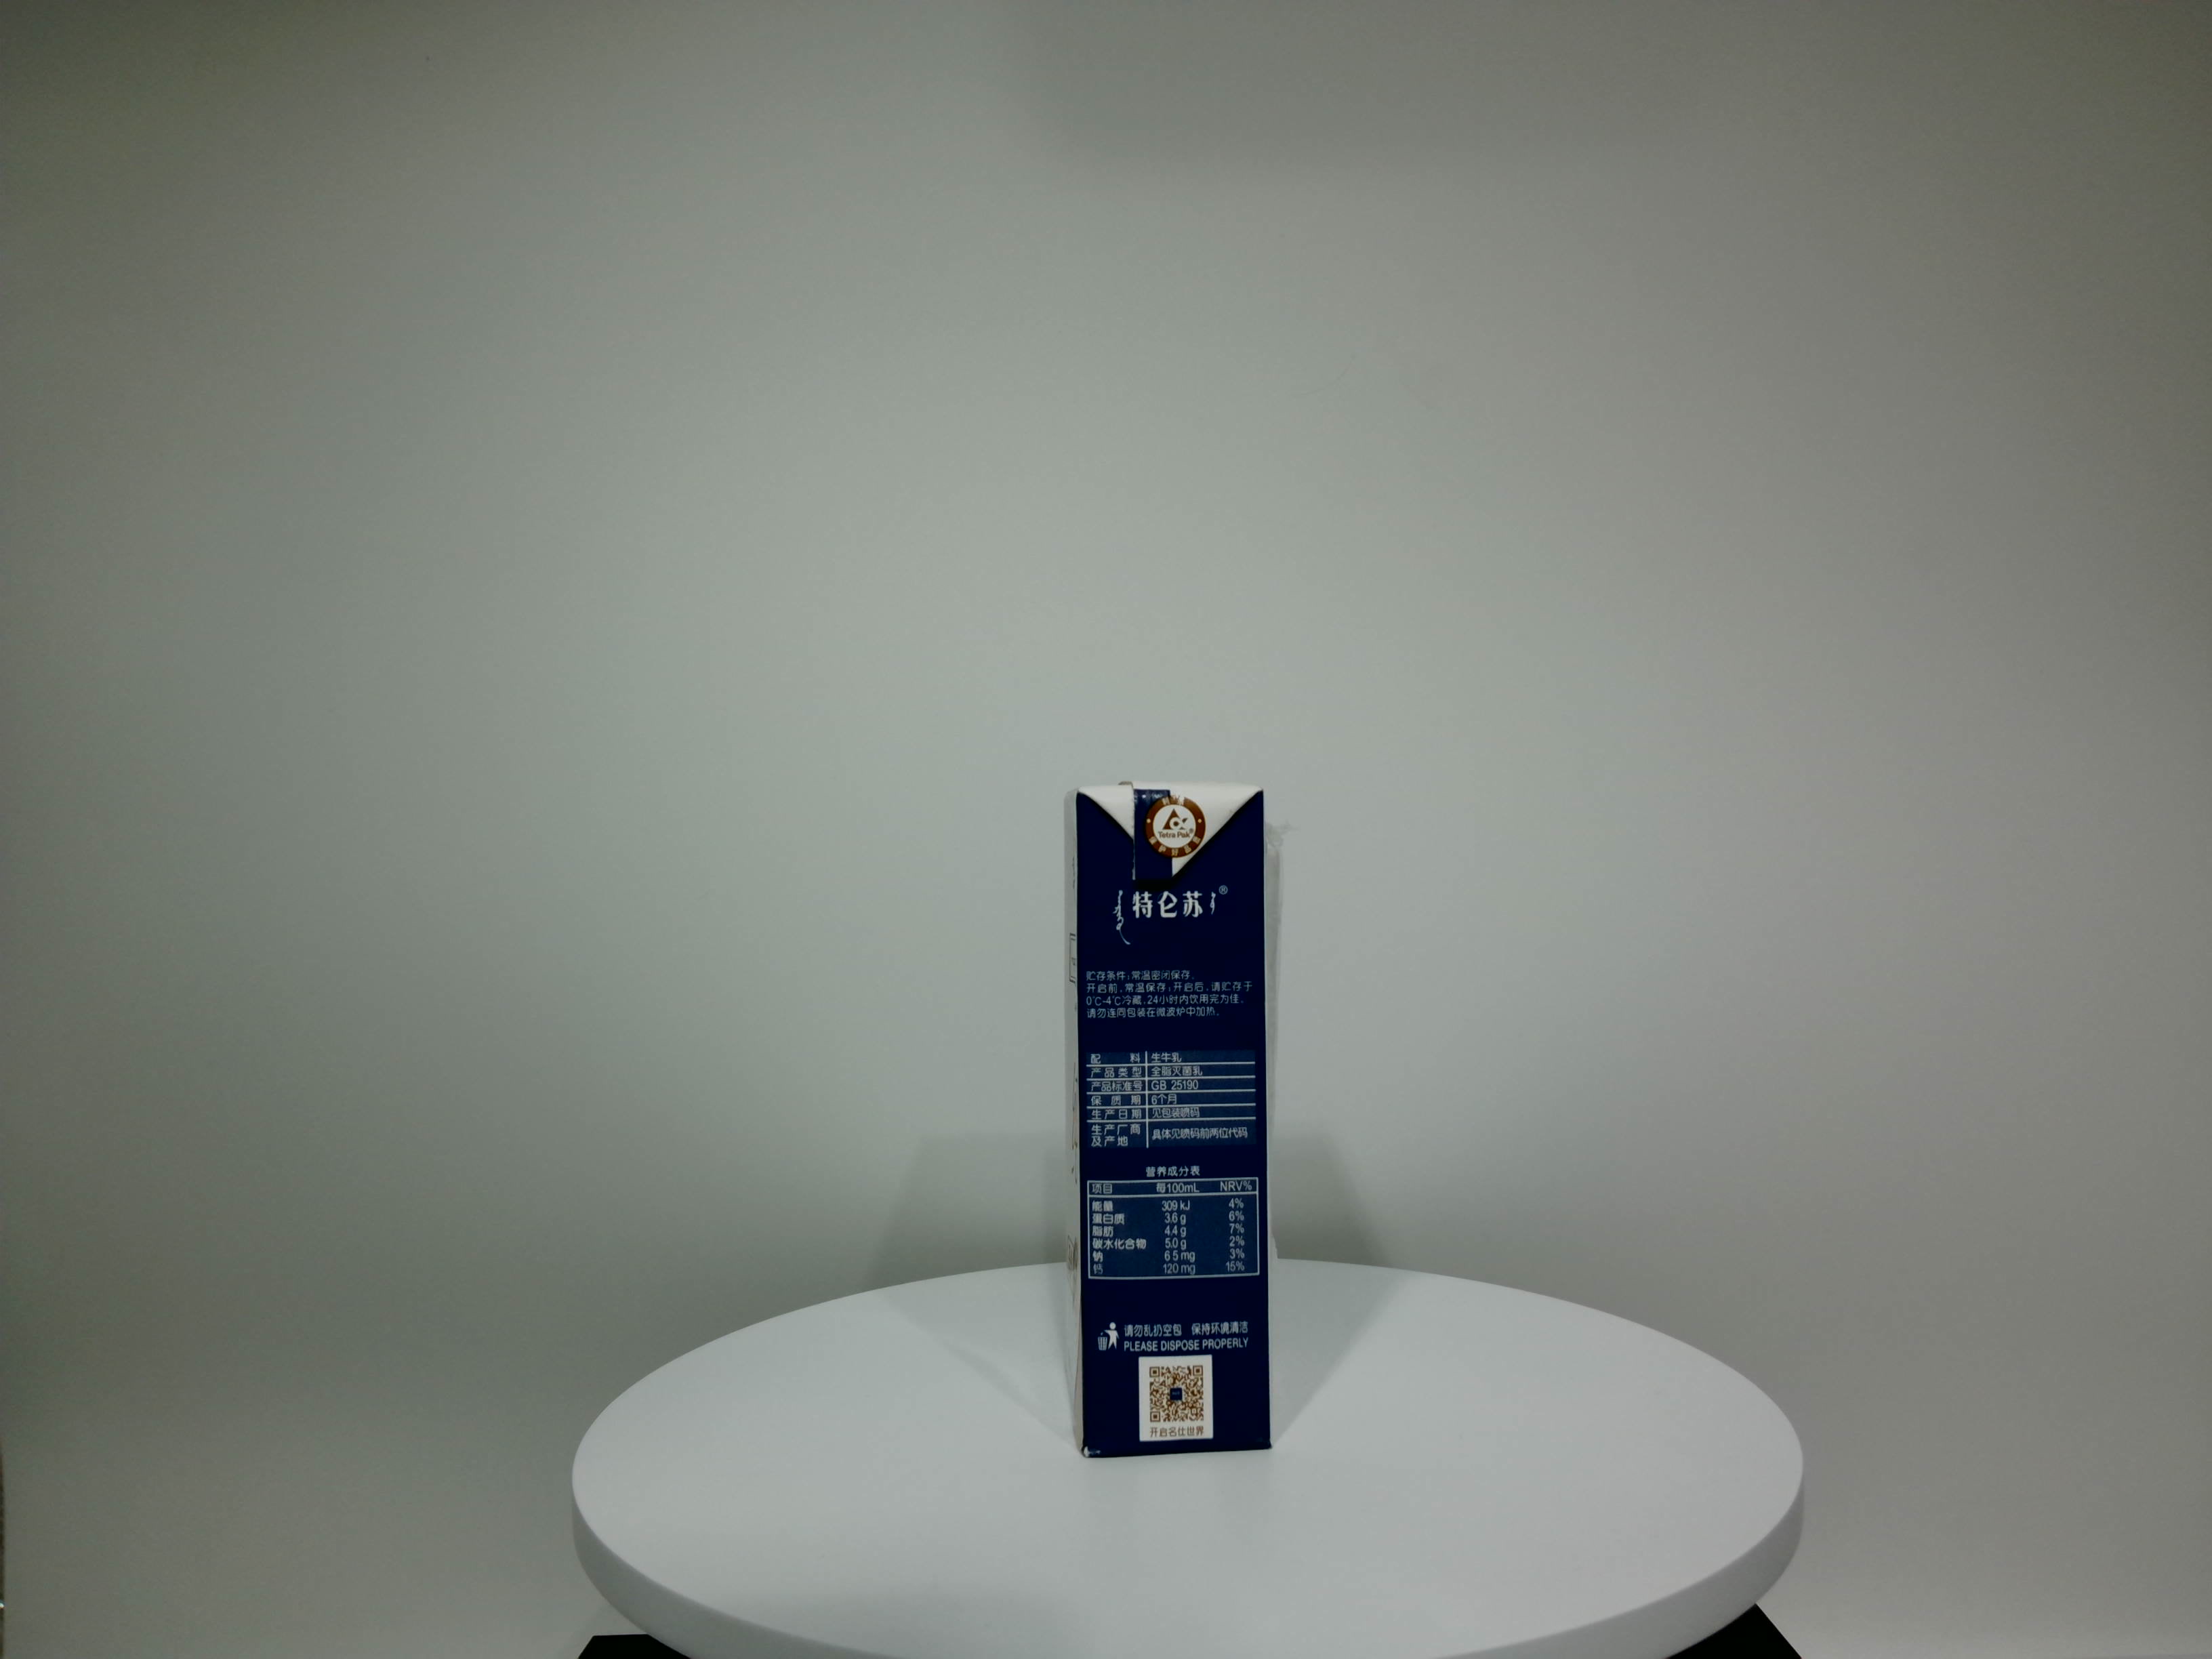 Tetra Pak®
特仑苏®
贮存条件:常温密闭保存。
开启前,常温保存;开启后,请贮存于
0℃-4℃冷藏,24小时内饮用完为佳。
请勿连同包装在微波炉中加热。
配料 生牛乳
产品类型 全脂灭菌乳
产品标准号 GB 25190
保质期 6个月
生产日期 见包装喷码
生产厂商及产地 具体见喷码前两位代码
营养成分表
项目 每100mL NRV%
能量 309 kJ 4%
蛋白质 3.6 g 6%
脂肪 4.4 g 7%
碳水化合物 5.0 g 2%
钠 65 mg 3%
钙 120 mg 15%
请勿乱扔空包 保持环境清洁
PLEASE DISPOSE PROPERLY
开启名仕世界